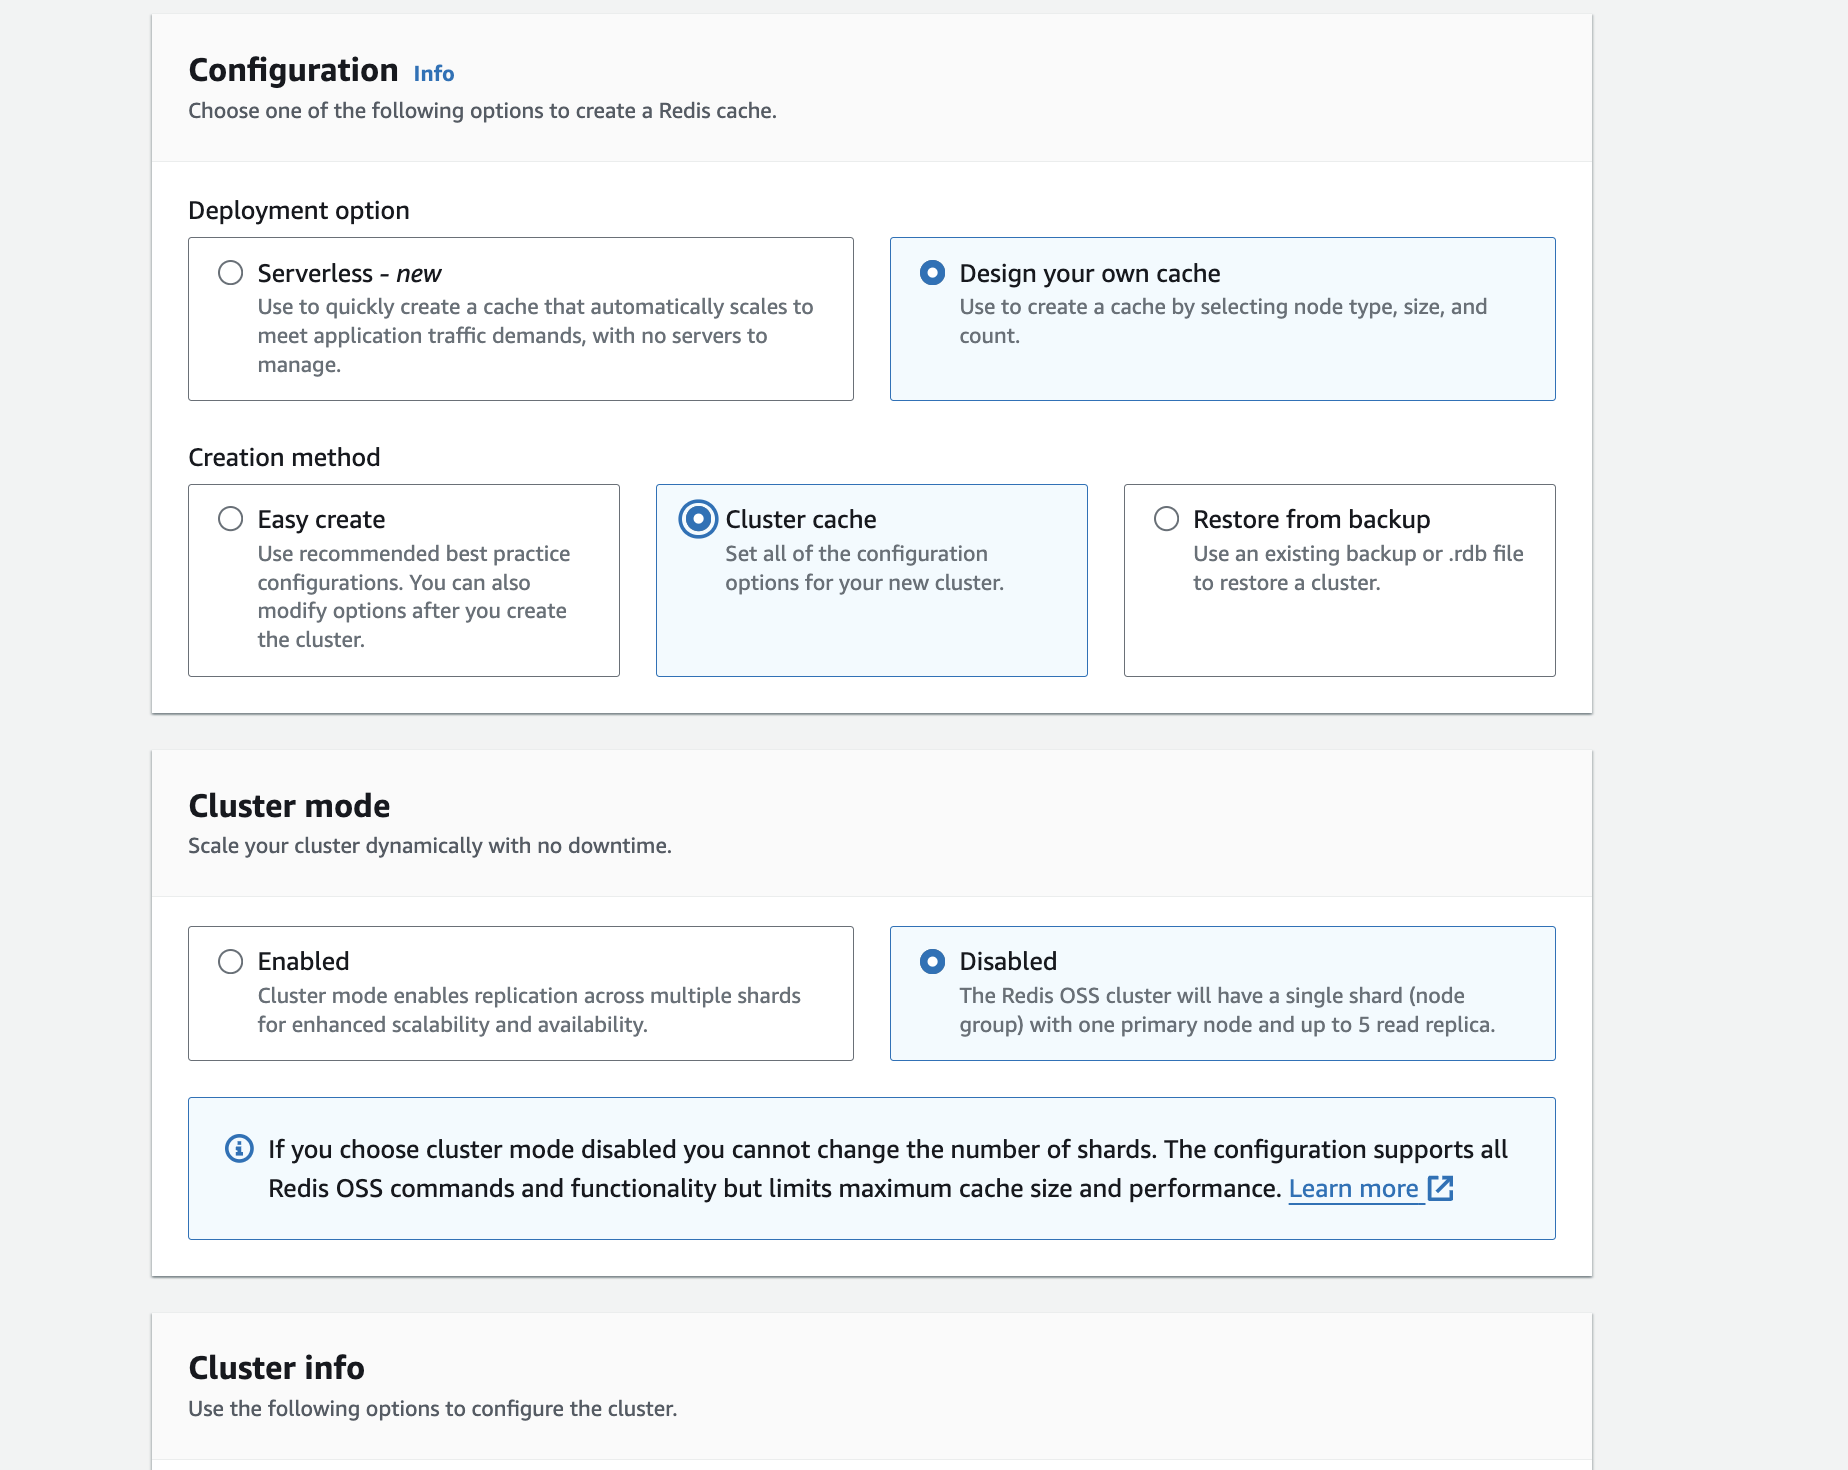 Configuration Info
Choose one of the following options to create a Redis cache.
Deployment option
Serverless - new
Use to quickly create a cache that automatically scales to
meet application traffic demands, with no servers to
manage.
Design your own cache
Use to create a cache by selecting node type, size, and
count.
Creation method
Easy create
Use recommended best practice
configurations. You can also
modify options after you create
the cluster.
Cluster cache
Set all of the configuration
options for your new cluster.
Restore from backup
Use an existing backup or .rdb file
to restore a cluster.
Cluster mode
Scale your cluster dynamically with no downtime.
Enabled
Cluster mode enables replication across multiple shards
for enhanced scalability and availability.
Disabled
The Redis OSS cluster will have a single shard (node
group) with one primary node and up to 5 read replica.
If you choose cluster mode disabled you cannot change the number of shards. The configuration supports all
Redis OSS commands and functionality but limits maximum cache size and performance. Learn more
Cluster info
Use the following options to configure the cluster.